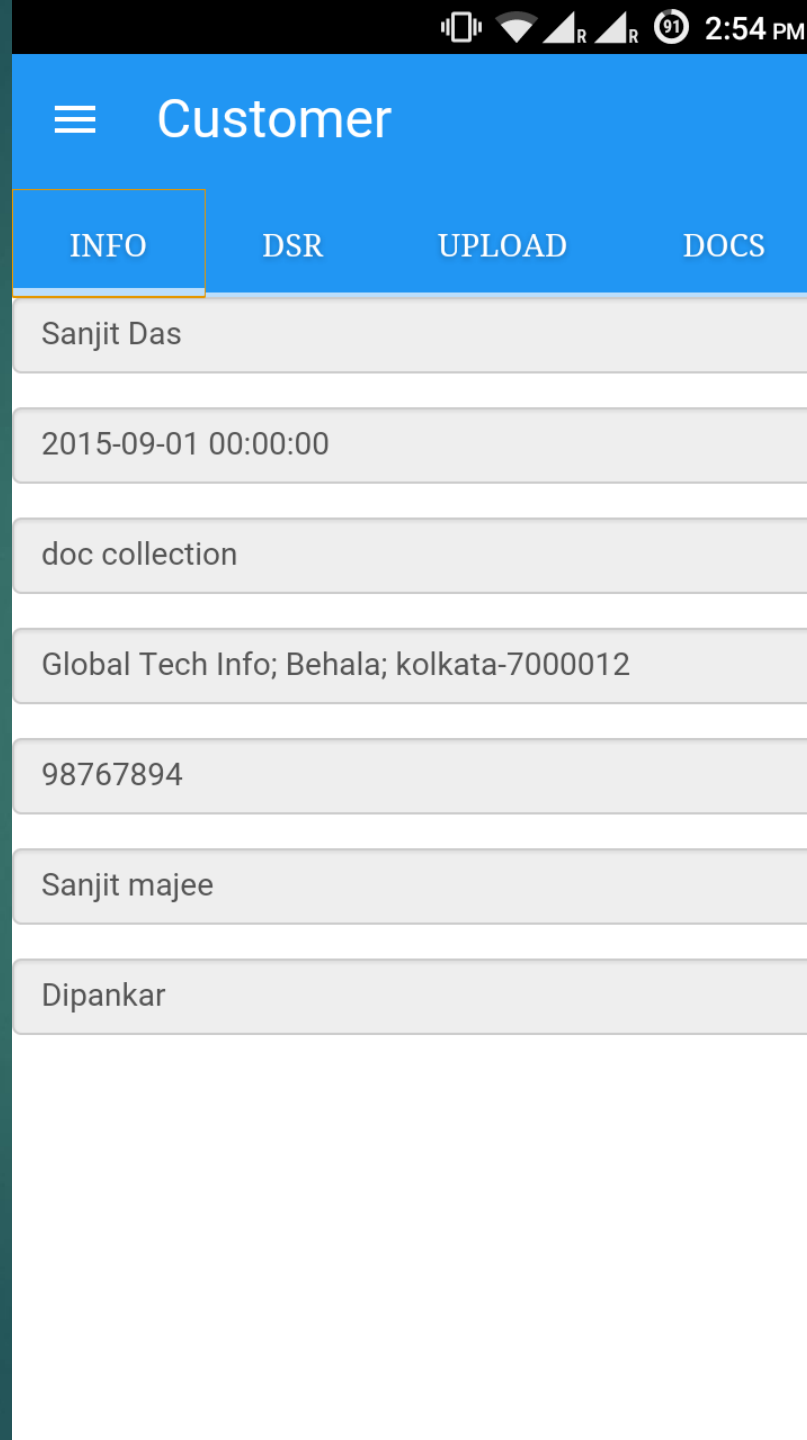 R R 91 2:54 PM
Customer
INFO DSR UPLOAD DOCS
Sanjit Das
2015-09-01 00:00:00
doc collection
Global Tech Info; Behala; kolkata-7000012
98767894
Sanjit majee
Dipankar